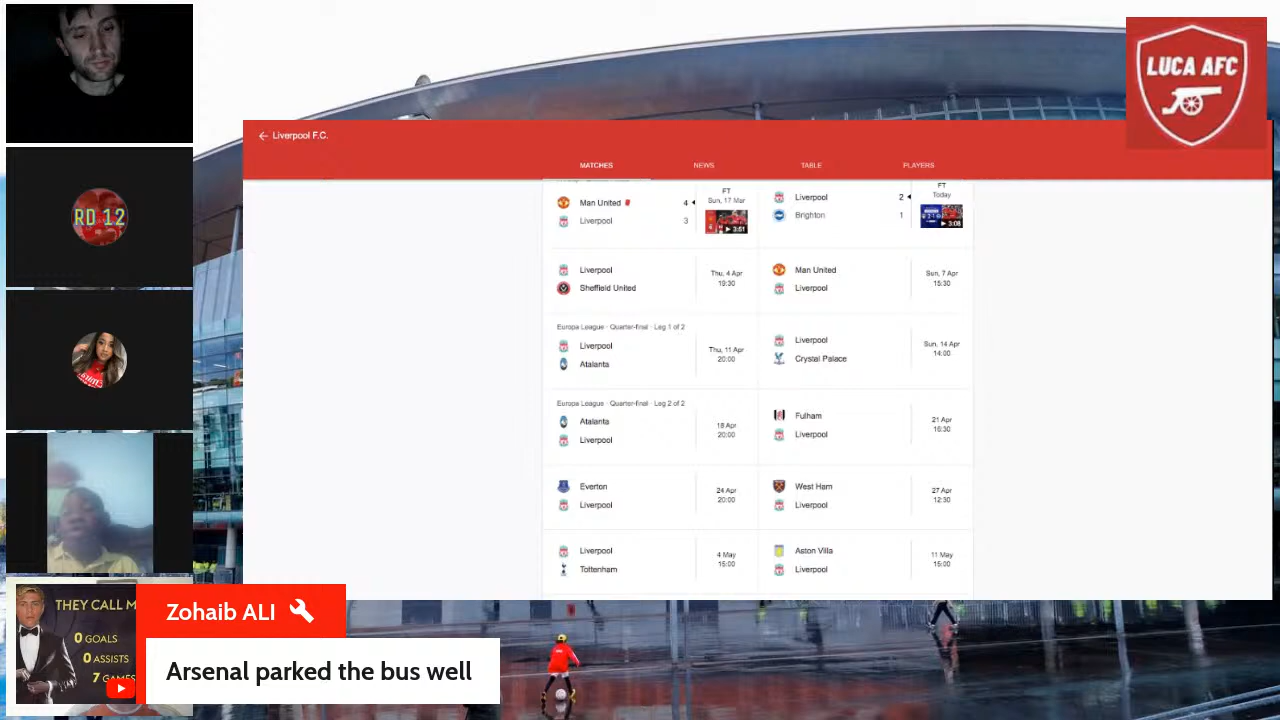 LUCA AFC
Liverpool F.C.
MATCHES NEWS TABLE PLAYERS
Man United 4
Liverpool 3
FT
Sun, 17 Mar
3:51
Liverpool 2
Brighton 1
FT
Today
3:08
Liverpool
Sheffield United
Thu, 4 Apr
19:30
Man United
Liverpool
Sun, 7 Apr
15:30
Europa League · Quarter-final · Leg 1 of 2
Liverpool
Atalanta
Thu, 11 Apr
20:00
Liverpool
Crystal Palace
Sun, 14 Apr
14:00
Europa League · Quarter-final · Leg 2 of 2
Atalanta
Liverpool
18 Apr
20:00
Fulham
Liverpool
21 Apr
16:30
Everton
Liverpool
24 Apr
20:00
West Ham
Liverpool
27 Apr
12:30
Liverpool
Tottenham
4 May
15:00
Aston Villa
Liverpool
11 May
15:00
RD 12
THEY CALL M
0 GOALS
0 ASSISTS
7 GAMES
Zohaib ALI
Arsenal parked the bus well